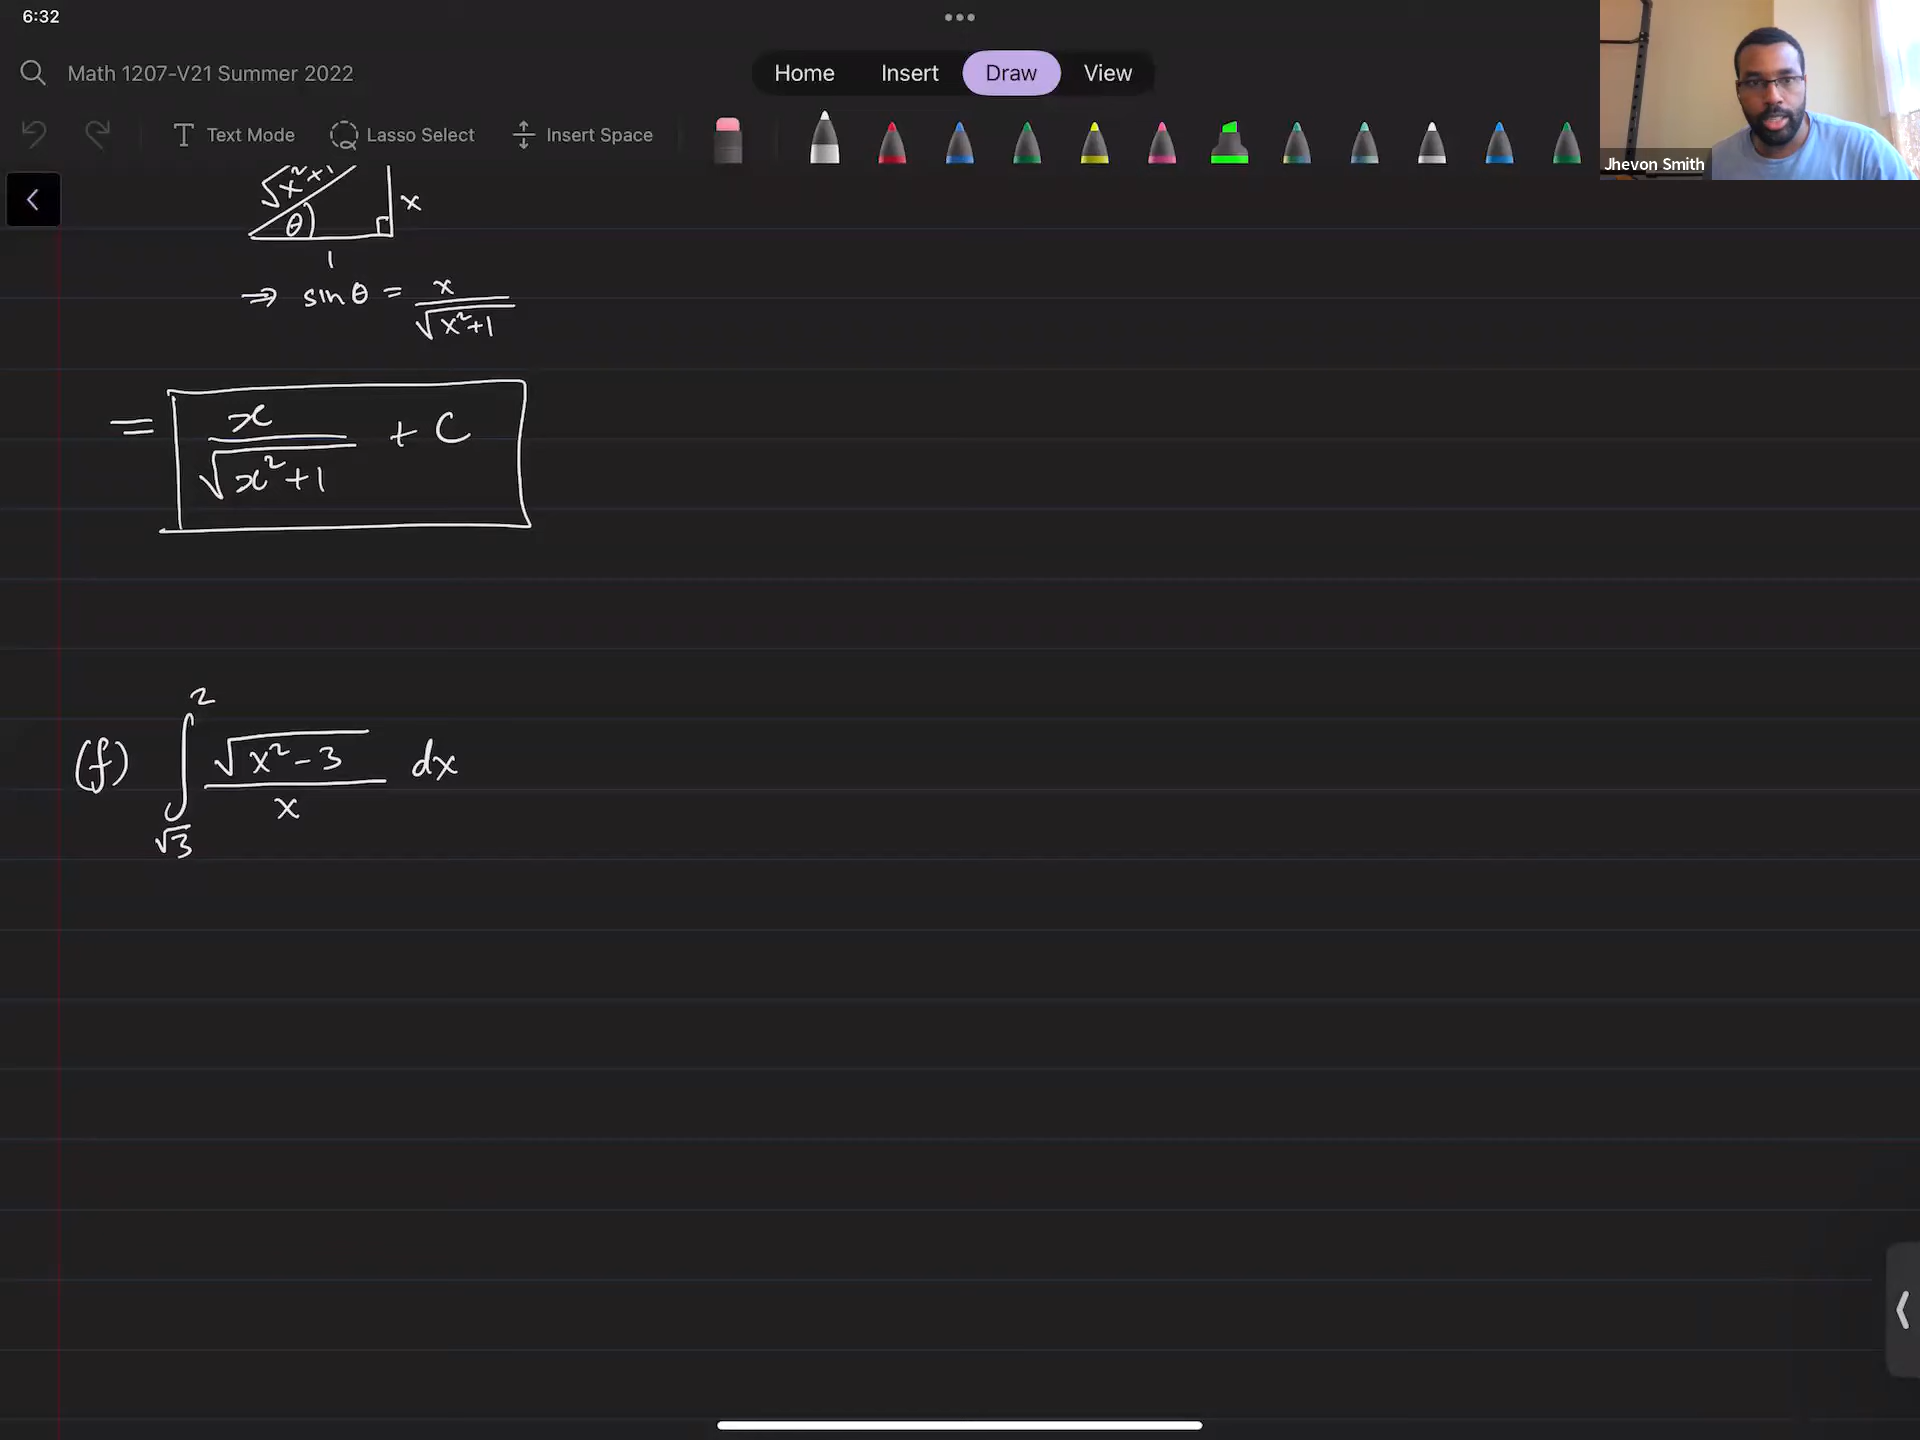 6:32
Math 1207-V21 Summer 2022
Home Insert Draw View
Text Mode Lasso Select Insert Space
Jhevon Smith
√x²+1
θ
x
1
⇒ sin θ = x / √x²+1
= x / √x²+1 + C
(f) ∫_{√3}^{2} √x²-3 / x dx